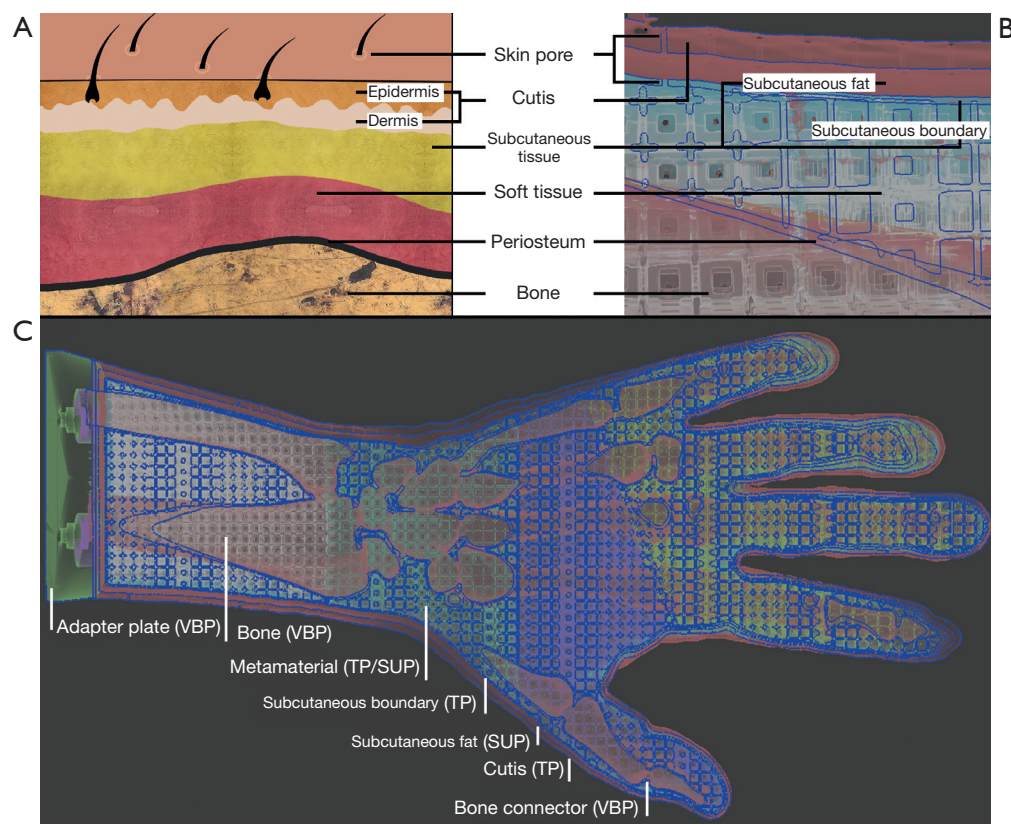 A
B
Skin pore
Epidermis
Cutis
Dermis
Subcutaneous fat
Subcutaneous
tissue
Subcutaneous boundary
Soft tissue
Periosteum
Bone
C
Adapter plate (VBP)
Bone (VBP)
Metamaterial (TP/SUP)
Subcutaneous boundary (TP)
Subcutaneous fat (SUP)
Cutis (TP)
Bone connector (VBP)